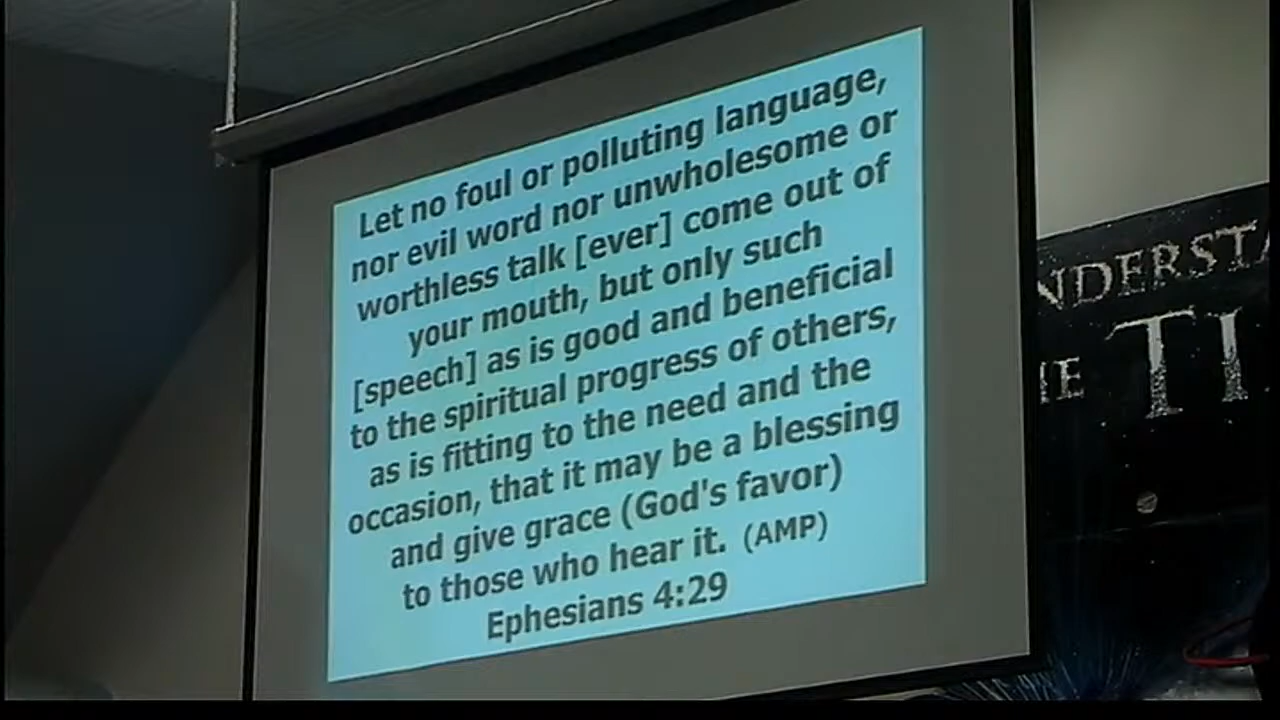 Let no foul or polluting language,
nor evil word nor unwholesome or
worthless talk [ever] come out of
your mouth, but only such
[speech] as is good and beneficial
to the spiritual progress of others,
as is fitting to the need and the
occasion, that it may be a blessing
and give grace (God's favor)
to those who hear it. (AMP)
Ephesians 4:29